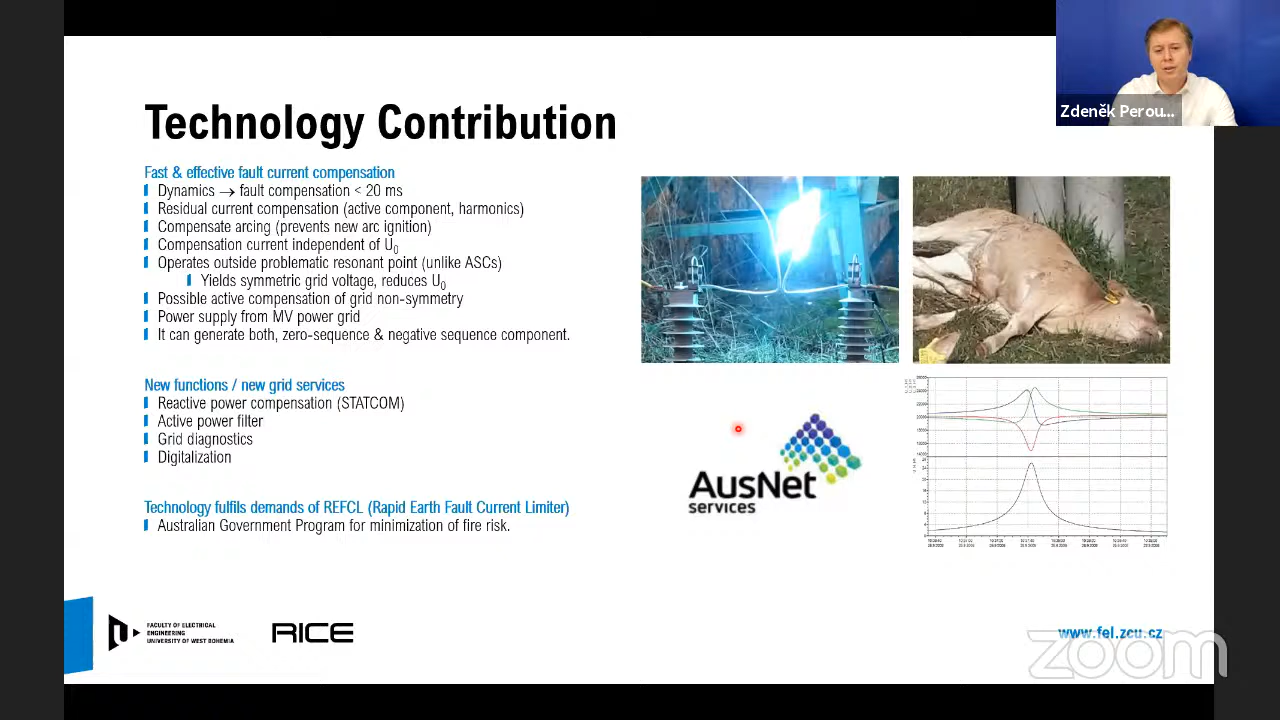 Technology Contribution
Fast & effective fault current compensation
Dynamics → fault compensation < 20 ms
Residual current compensation (active component, harmonics)
Compensate arcing (prevents new arc ignition)
Compensation current independent of U0
Operates outside problematic resonant point (unlike ASCs)
Yields symmetric grid voltage, reduces U0
Possible active compensation of grid non-symmetry
Power supply from MV power grid
It can generate both, zero-sequence & negative sequence component.
New functions / new grid services
Reactive power compensation (STATCOM)
Active power filter
Grid diagnostics
Digitalization
Technology fulfils demands of REFCL (Rapid Earth Fault Current Limiter)
Australian Government Program for minimization of fire risk.
Zdeněk Perou...
AusNet
services
FACULTY OF ELECTRICAL
ENGINEERING
UNIVERSITY OF WEST BOHEMIA
RICE
www.fel.zcu.cz
zoom